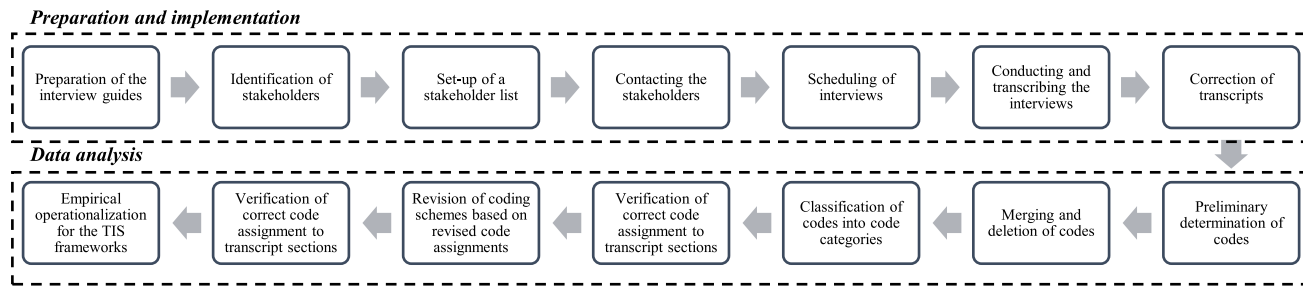 Preparation and implementation
Preparation of the
interview guides
Identification of
stakeholders
Set-up of a
stakeholder list
Contacting the
stakeholders
Scheduling of
interviews
Conducting and
transcribing the
interviews
Correction of
transcripts
Data analysis
Empirical
operationalization
for the TIS
frameworks
Verification of
correct code
assignment to
transcript sections
Revision of coding
schemes based on
revised code
assignments
Verification of
correct code
assignment to
transcript sections
Classification of
codes into code
categories
Merging and
deletion of codes
Preliminary
determination of
codes